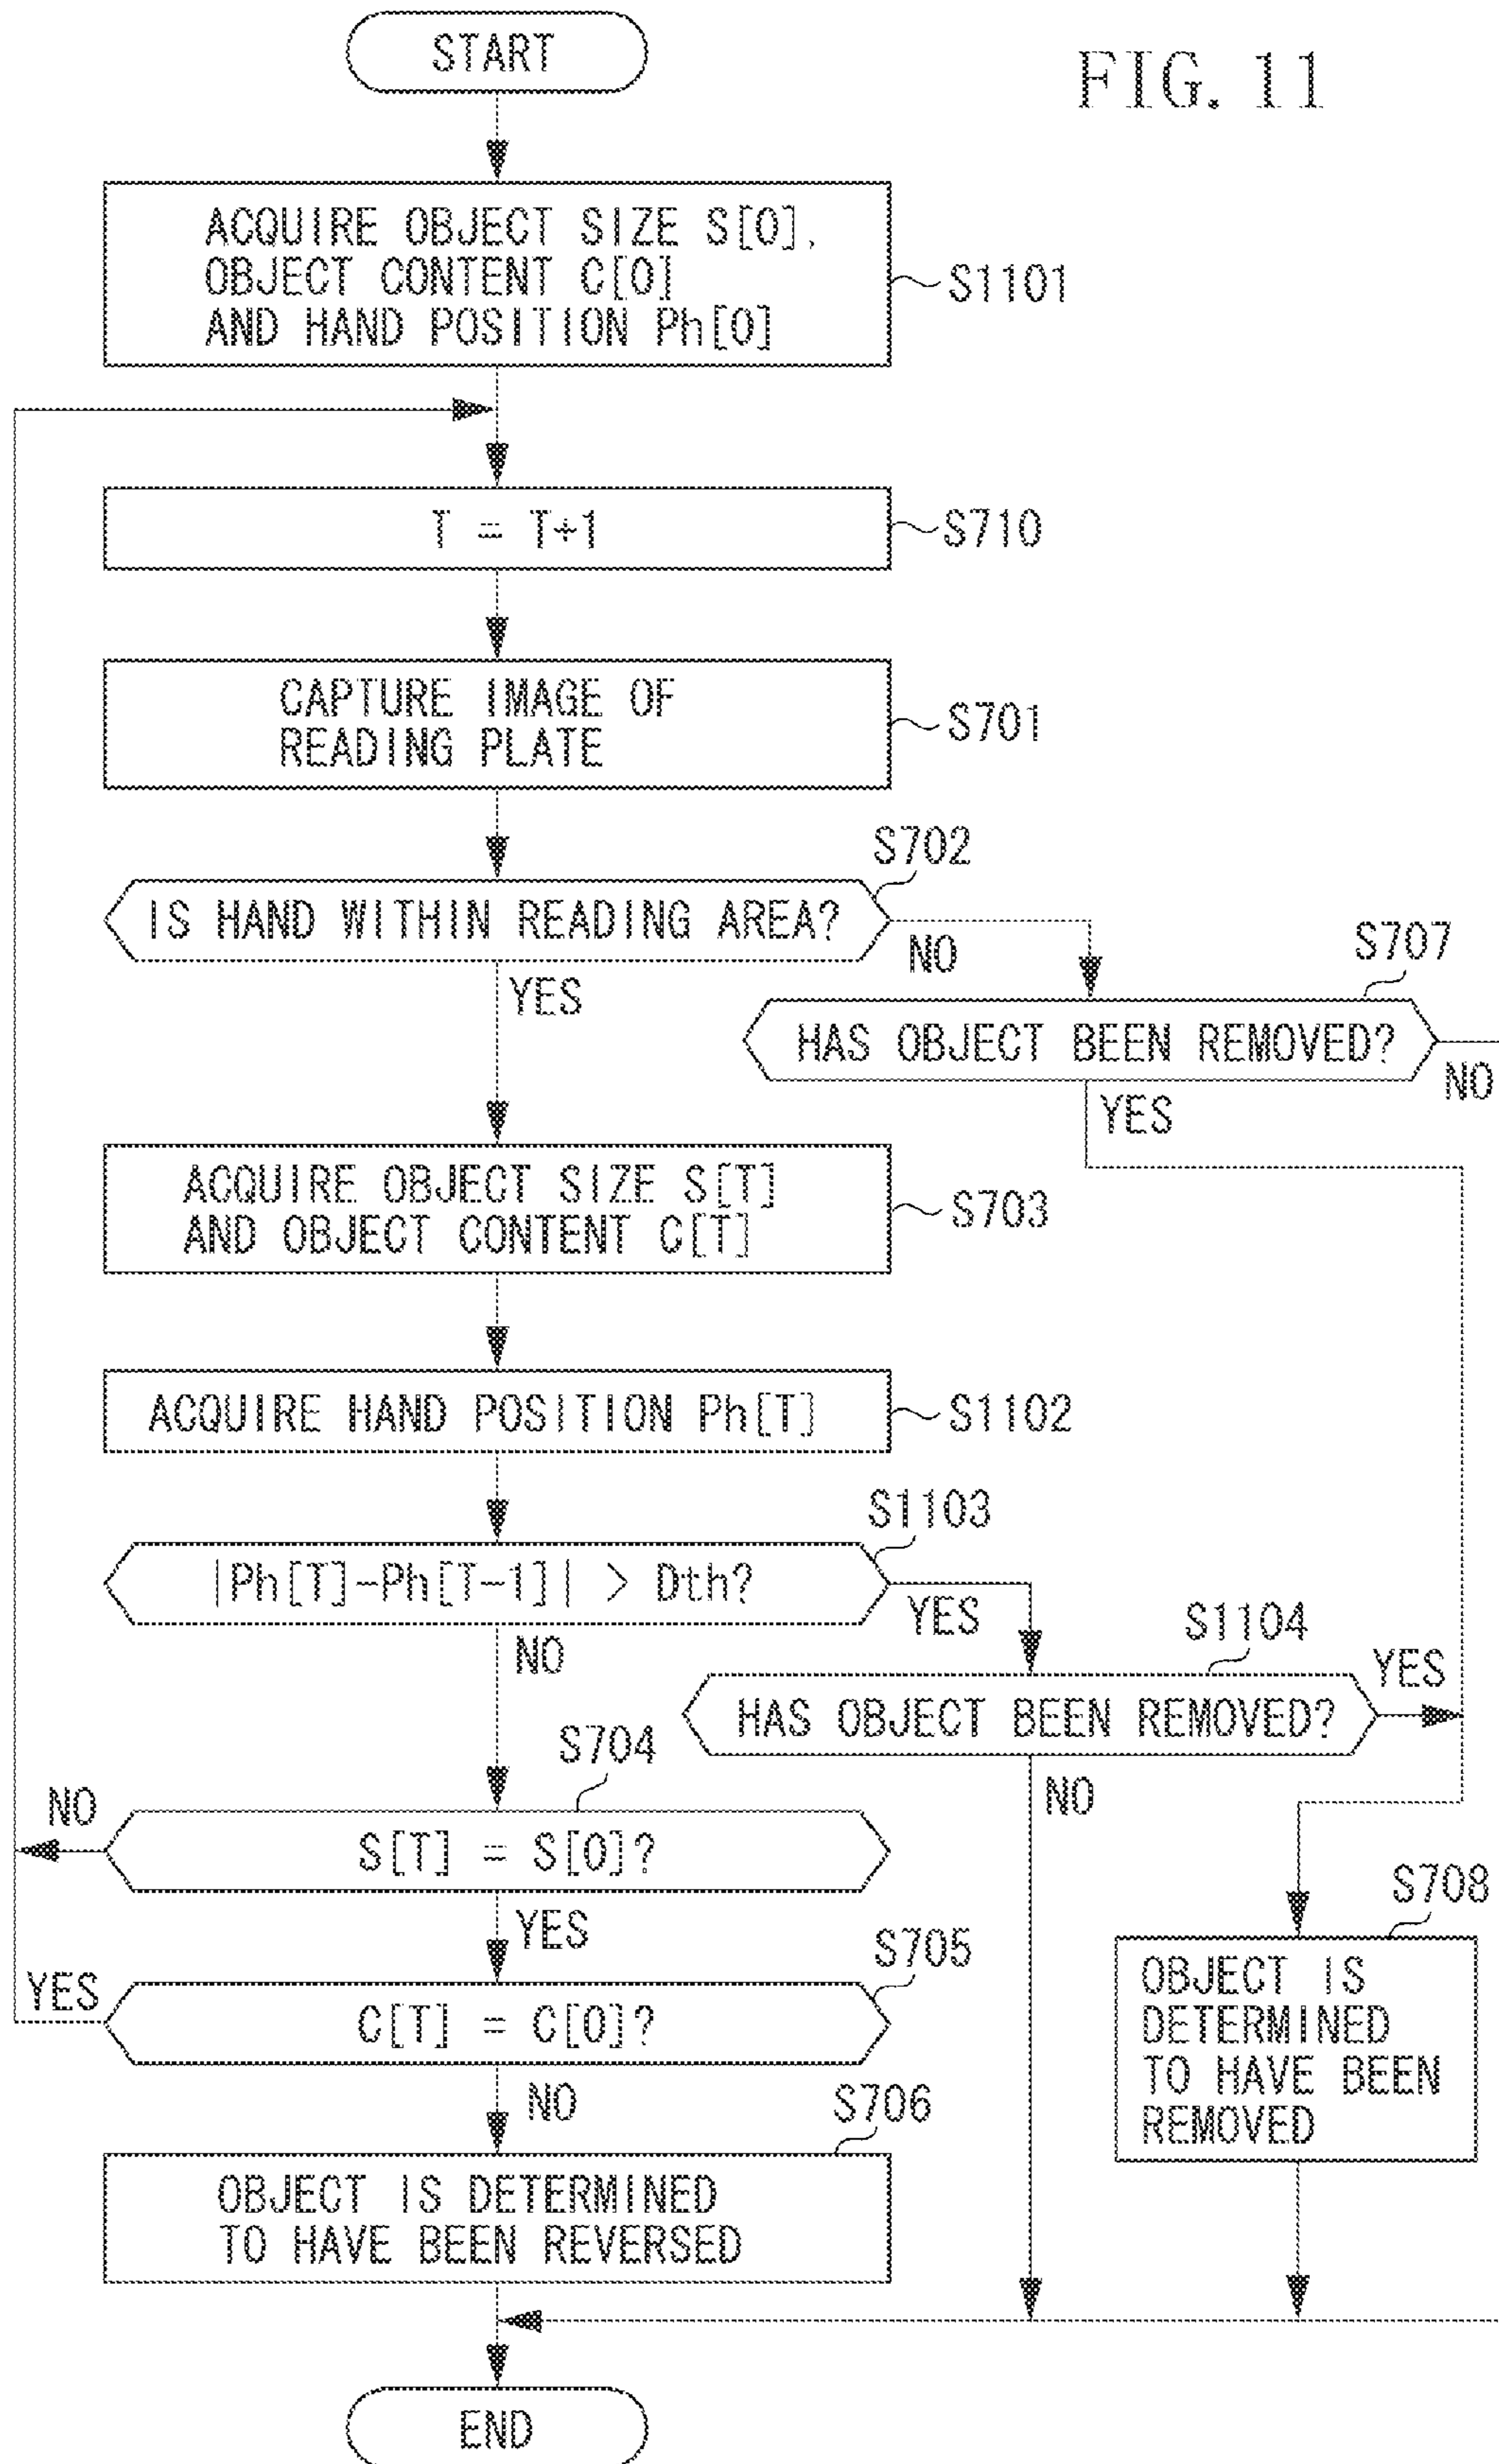 FIG. 11
START
ACQUIRE OBJECT SIZE S[0],
OBJECT CONTENT C[0]
AND HAND POSITION Ph[0]
S1101
T = T+1
S710
CAPTURE IMAGE OF
READING PLATE
S701
S702
IS HAND WITHIN READING AREA?
NO
YES
S707
HAS OBJECT BEEN REMOVED?
NO
YES
ACQUIRE OBJECT SIZE S[T]
AND OBJECT CONTENT C[T]
S703
ACQUIRE HAND POSITION Ph[T]
S1102
S1103
|Ph[T]-Ph[T-1]| > Dth?
YES
NO
S1104
HAS OBJECT BEEN REMOVED?
YES
NO
S704
NO
S[T] = S[0]?
YES
S705
YES
C[T] = C[0]?
NO
S708
OBJECT IS
DETERMINED
TO HAVE BEEN
REMOVED
S706
OBJECT IS DETERMINED
TO HAVE BEEN REVERSED
END